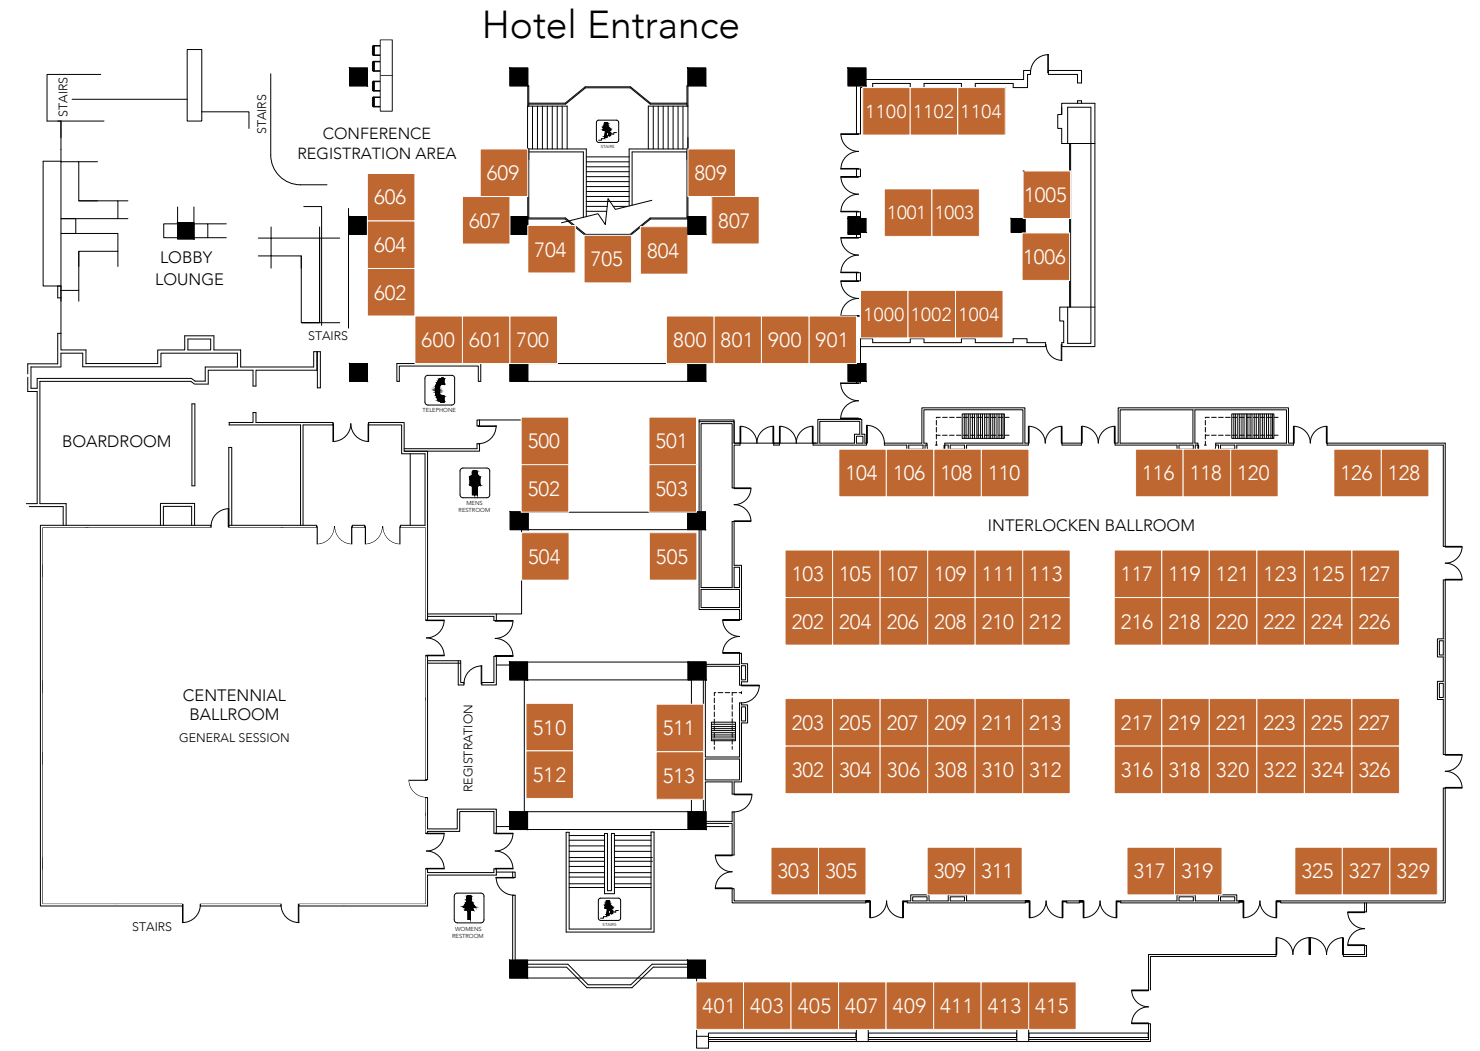 Hotel Entrance
STAIRS
STAIRS
CONFERENCE
REGISTRATION AREA
STAIRS
1100 1102 1104
609 809
606
607 807
1005
1001 1003
604
704 705 804
1006
LOBBY
LOUNGE
602
1000 1002 1004
STAIRS
600 601 700
800 801 900 901
TELEPHONE
BOARDROOM
500 501
502 503
MENS
RESTROOM
504 505
104 106 108 110
116 118 120
126 128
INTERLOCKEN BALLROOM
103 105 107 109 111 113
117 119 121 123 125 127
202 204 206 208 210 212
216 218 220 222 224 226
CENTENNIAL
BALLROOM
GENERAL SESSION
REGISTRATION
510 511
512 513
203 205 207 209 211 213
217 219 221 223 225 227
302 304 306 308 310 312
316 318 320 322 324 326
303 305
309 311
317 319
325 327 329
STAIRS
WOMENS
RESTROOM
STAIRS
401 403 405 407 409 411 413 415